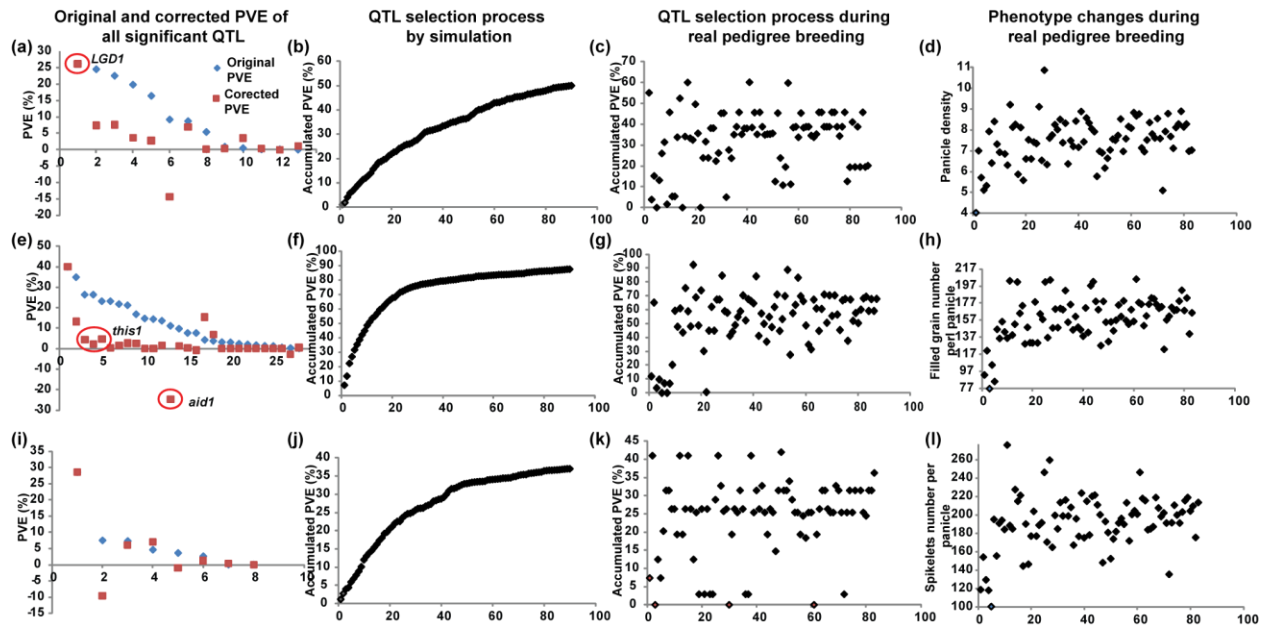 Original and corrected PVE of
all significant QTL
QTL selection process
by simulation
QTL selection process during
real pedigree breeding
Phenotype changes during
real pedigree breeding
(a)
PVE (%)
30
25
20
15
10
5
0
-5
-10
-15
-20
0 2 4 6 8 10 12
LGD1
Original
PVE
Corected
PVE
(b)
Accumulated PVE (%)
60
50
40
30
20
10
0
0 20 40 60 80 100
(c)
Accumulated PVE (%)
70
60
50
40
30
20
10
0
0 20 40 60 80 100
(d)
Panicle density
11
10
9
8
7
6
5
4
0 20 40 60 80 100
(e)
PVE (%)
50
40
30
20
10
0
-10
-20
-30
0 5 10 15 20 25
this1
aid1
(f)
Accumulated PVE (%)
100
90
80
70
60
50
40
30
20
10
0
0 20 40 60 80 100
(g)
Accumulated PVE (%)
100
90
80
70
60
50
40
30
20
10
0
0 20 40 60 80 100
(h)
Filled grain number
perl panicle
217
197
177
157
137
117
97
77
0 20 40 60 80 100
(i)
PVE (%)
35
30
25
20
15
10
5
0
-5
-10
-15
0 2 4 6 8 10
(j)
Accumulated PVE (%)
40
35
30
25
20
15
10
5
0
0 20 40 60 80 100
(k)
Accumulated PVE (%)
45
40
35
30
25
20
15
10
5
0
0 20 40 60 80 100
(l)
Spikelets number per
panicle
260
240
220
200
180
160
140
120
100
0 20 40 60 80 100